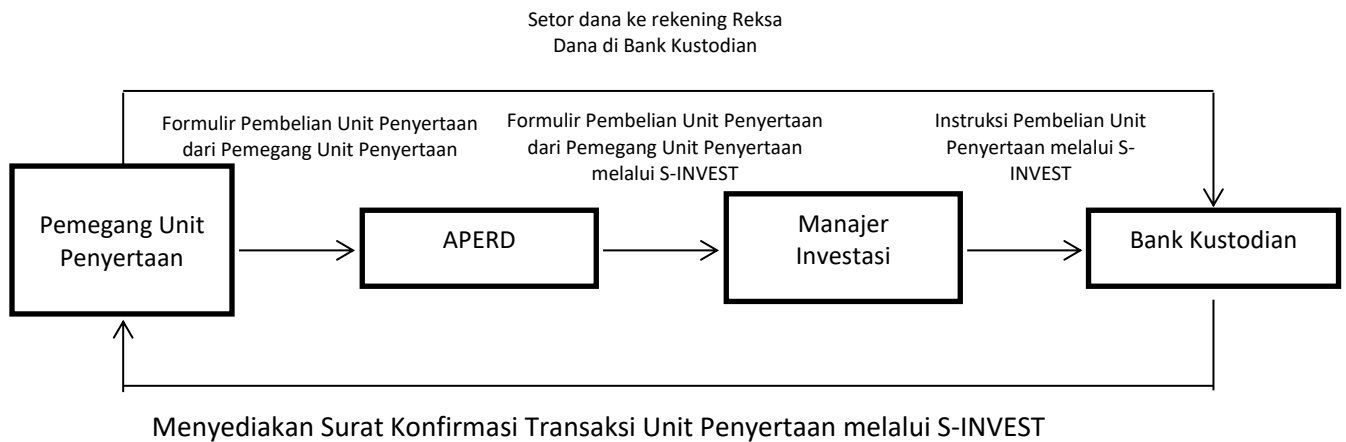 Setor dana ke rekening Reksa
Dana di Bank Kustodian
Formulir Pembelian Unit Penyertaan
dari Pemegang Unit Penyertaan
Formulir Pembelian Unit Penyertaan
dari Pemegang Unit Penyertaan
melalui S-INVEST
Instruksi Pembelian Unit
Penyertaan melalui S-
INVEST
Pemegang Unit
Penyertaan
APERD
Manajer
Investasi
Bank Kustodian
Menyediakan Surat Konfirmasi Transaksi Unit Penyertaan melalui S-INVEST